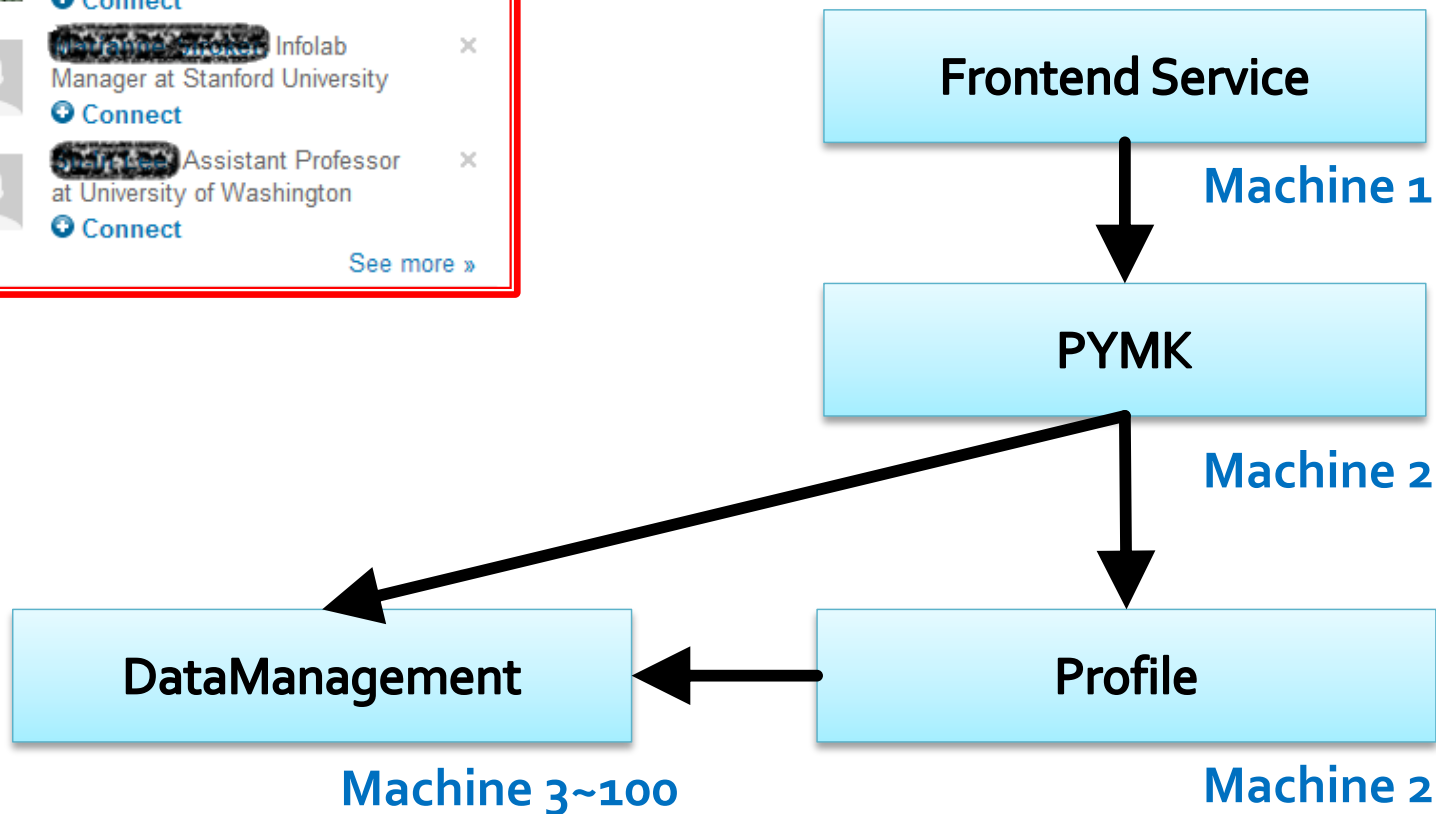 Connect
Infolab
Manager at Stanford University
Connect
Assistant Professor
at University of Washington
Connect
See more »
Frontend Service
Machine 1
PYMK
Machine 2
DataManagement
Machine 3~100
Profile
Machine 2